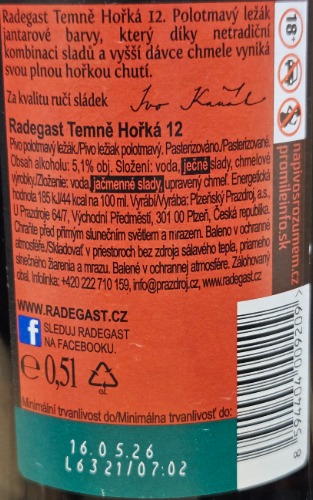 Radegast Temně Hořká 12. Polotmavý ležák
jantarové barvy, který díky netradiční
kombinaci sladů a vyšší dávce chmele vyniká
svou plnou hořkou chutí.
Za kvalitu ručí sládek
Radegast Temně Hořká 12
Pivo polotmavý ležák./Pivo ležiak polotmavý. Pasterizováno./Pasterizované.
Obsah alkoholu: 5,1% obj. Složení: voda, ječné slady, chmelové
výrobky./Zloženie: voda, jačmenné slady, upravený chmeľ. Energetická
hodnota 185 kJ/44 kcal na 100 ml. Vyrábí/Výrába: Plzeňský Prazdroj, a.s.,
U Prazdroje 64/7, Východní Předměstí, 301 00 Plzeň, Česká republika.
Chraňte před přímým slunečním světlem a mrazem. Baleno v ochranné
atmosféře./Skladovať v priestoroch bez zdroja sálavého tepla, priameho
slnečného žiarenia a mrazu. Balené v ochrannej atmosfére. Zálohovaný
obal. Infolinka: +420 222 710 159, info@prazdroj.cz, radegast.cz
WWW.RADEGAST.CZ
f SLEDUJ RADEGAST
NA FACEBOOKU.
e 0,5l
Minimální trvanlivost do/Minimálna trvanlivosť do:
16.05.26
L6321/07:02
18+
napivosrozumem.cz
promileinfo.sk
8 594404 009209